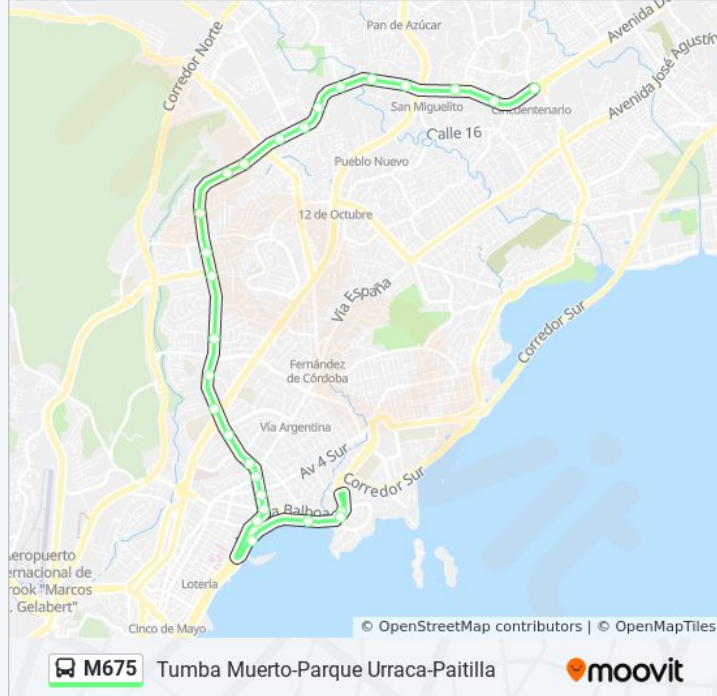 Pan de Azúcar
Avenida D
Corredor Norte
Avenida José Agustín
San Miguelito
Cincuentenario
Calle 16
Pueblo Nuevo
12 de Octubre
Vía España
Corredor Sur
Fernández
de Córdoba
Vía Argentina
Av 4 Sur
Corredor Sur
a Balboa
Aeropuerto
ernacional de
rook "Marcos
. Gelabert"
Lotería
Cinco de Mayo
© OpenStreetMap contributors | © OpenMapTiles
M675 Tumba Muerto-Parque Urraca-Paitilla
moovit